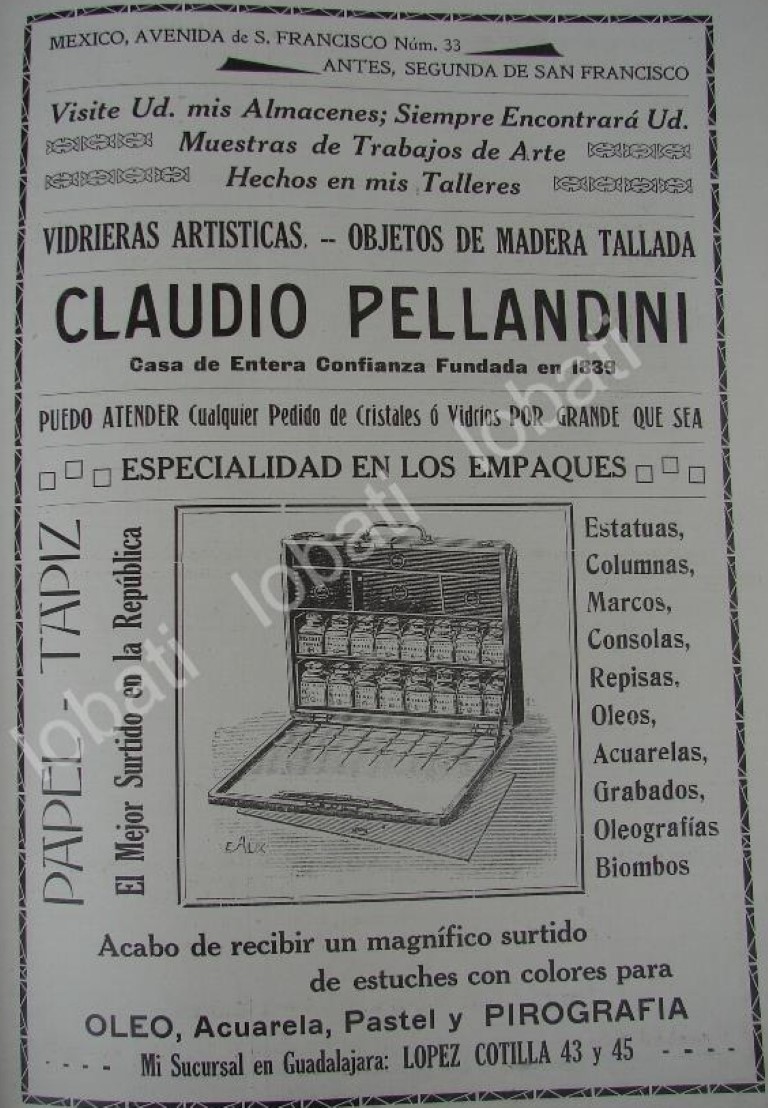 MEXICO, AVENIDA de S. FRANCISCO Núm. 33
ANTES, SEGUNDA DE SAN FRANCISCO
Visite Ud. mis Almacenes; Siempre Encontrará Ud.
Muestras de Trabajos de Arte
Hechos en mis Talleres
VIDRIERAS ARTISTICAS. -- OBJETOS DE MADERA TALLADA
CLAUDIO PELLANDINI
Casa de Entera Confianza Fundada en 1839
PUEDO ATENDER Cualquier Pedido de Cristales ó Vidrios POR GRANDE QUE SEA
ESPECIALIDAD EN LOS EMPAQUES
PAPEL - TAPIZ
El Mejor Surtido en la República
Estatuas,
Columnas,
Marcos,
Consolas,
Repisas,
Oleos,
Acuarelas,
Grabados,
Oleografías
Biombos
Acabo de recibir un magnífico surtido
de estuches con colores para
OLEO, Acuarela, Pastel y PIROGRAFIA
- - - - Mi Sucursal en Guadalajara: LOPEZ COTILLA 43 y 45 - - - -
lobati lobati lobati lobati